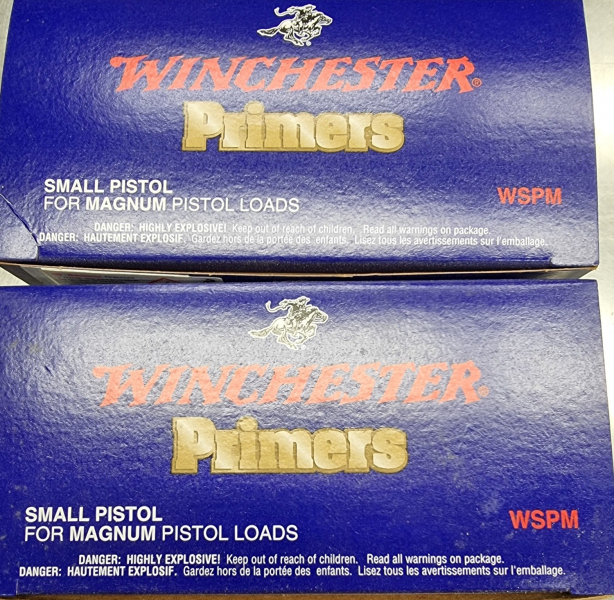 WINCHESTER®
Primers
SMALL PISTOL
FOR MAGNUM PISTOL LOADS
WSPM
DANGER: HIGHLY EXPLOSIVE! Keep out of reach of children. Read all warnings on package.
DANGER: HAUTEMENT EXPLOSIF. Gardez hors de la portée des enfants. Lisez tous les avertissements sur l'emballage.
WINCHESTER®
Primers
SMALL PISTOL
FOR MAGNUM PISTOL LOADS
WSPM
DANGER: HIGHLY EXPLOSIVE! Keep out of reach of children. Read all warnings on package.
DANGER: HAUTEMENT EXPLOSIF. Gardez hors de la portée des enfants. Lisez tous les avertissements sur l'emballage.